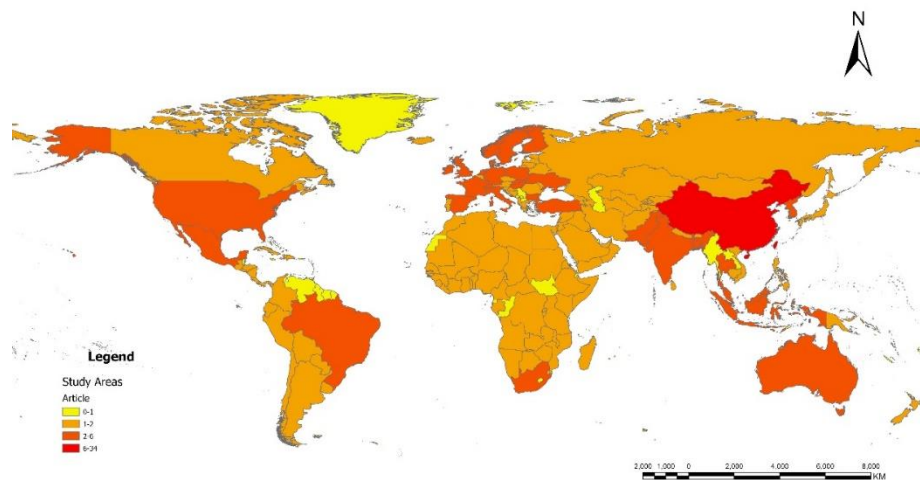 N
Legend
Study Areas
Article
0-1
1-2
2-6
6-34
2,000 1,000 0 2,000 4,000 6,000 8,000
KM